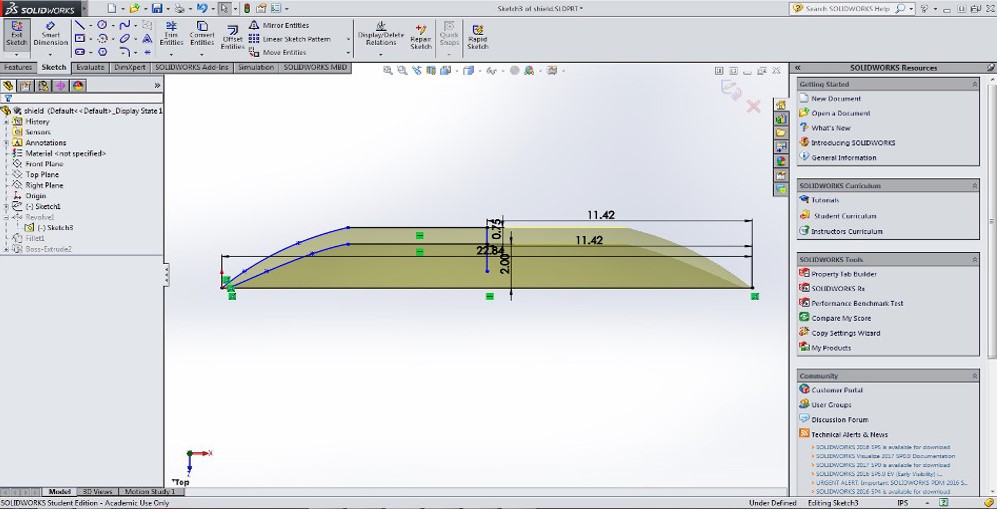 SOLIDWORKS
Sketch3 of shield.SLDPRT *
Search SOLIDWORKS Help
Exit Sketch
Smart Dimension
Trim Entities
Convert Entities
Offset Entities
Mirror Entities
Linear Sketch Pattern
Move Entities
Display/Delete Relations
Repair Sketch
Quick Snaps
Rapid Sketch
Features Sketch Evaluate DimXpert SOLIDWORKS Add-Ins Simulation SOLIDWORKS MBD
shield (Default<<Default>_Display State 1
History
Sensors
Annotations
Material <not specified>
Front Plane
Top Plane
Right Plane
Origin
(-) Sketch1
Revolve1
(-) Sketch3
Fillet1
Boss-Extrude2
11.42
0.75
11.42
22.84
2.00
X
*Top
SOLIDWORKS Resources
Getting Started
New Document
Open a Document
What's New
Introducing SOLIDWORKS
General Information
SOLIDWORKS Curriculum
Tutorials
Student Curriculum
Instructors Curriculum
SOLIDWORKS Tools
Property Tab Builder
SOLIDWORKS Rx
Performance Benchmark Test
Compare My Score
Copy Settings Wizard
My Products
Community
Customer Portal
User Groups
Discussion Forum
Technical Alerts & News
SOLIDWORKS 2016 SP5 is available for download
SOLIDWORKS Visualize 2017 SP0.0 Documentation
SOLIDWORKS 2017 SP0 is available for download
SOLIDWORKS 2016 SP5.0 EV (Early Visibility) i...
URGENT ALERT: Important SOLIDWORKS PDM 2016 S...
SOLIDWORKS 2016 SP4 is available for download
Model 3D Views Motion Study 1
SOLIDWORKS Student Edition - Academic Use Only
Under Defined Editing Sketch3 IPS